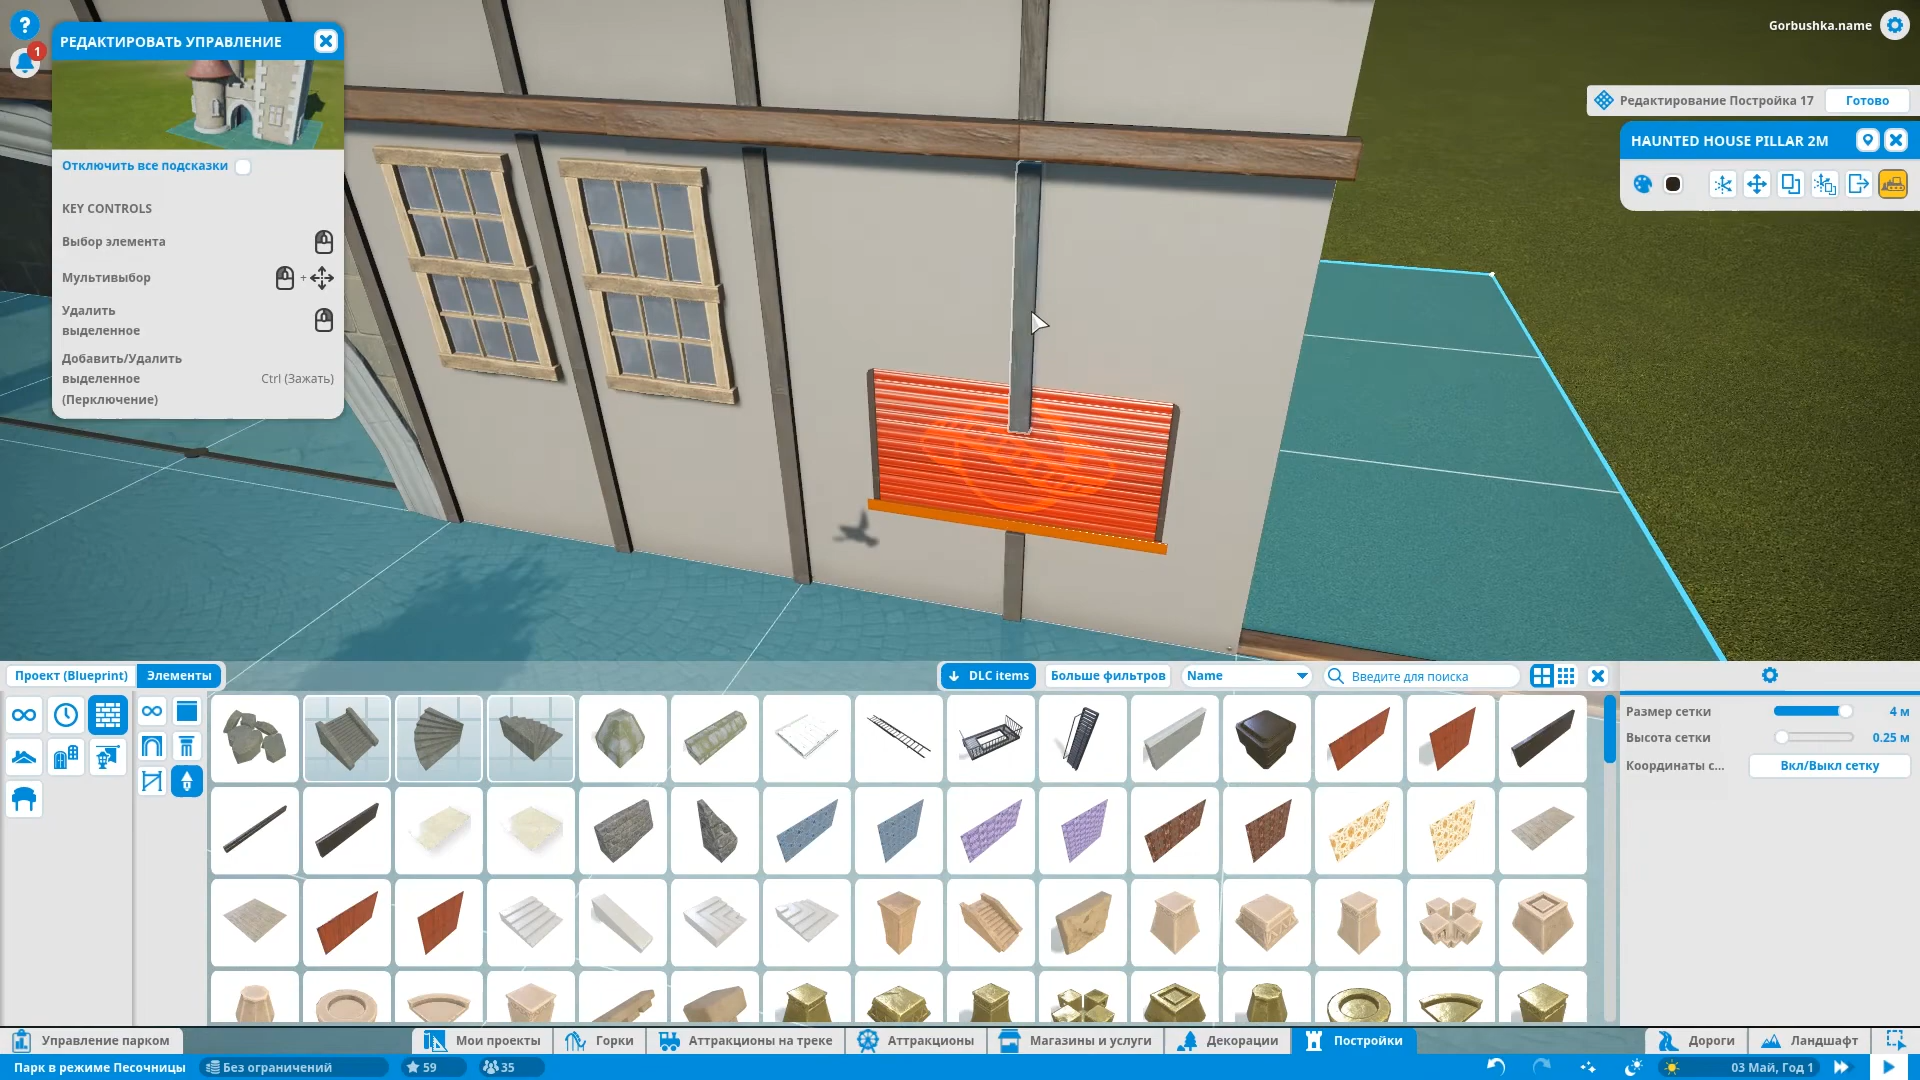 ?
1
РЕДАКТИРОВАТЬ УПРАВЛЕНИЕ
Отключить все подсказки
KEY CONTROLS
Выбор элемента
Мультивыбор
+
Удалить
выделенное
Добавить/Удалить
выделенное
(Переключение)
Ctrl (Зажать)
Gorbushka.name
Редактирование Постройка 17
Готово
HAUNTED HOUSE PILLAR 2M
Проект (Blueprint)
Элементы
DLC items
Больше фильтров
Name
Введите для поиска
Размер сетки
4 м
Высота сетки
0.25 м
Координаты с...
Вкл/Выкл сетку
Управление парком
Мои проекты
Горки
Аттракционы на треке
Аттракционы
Магазины и услуги
Декорации
Постройки
Дороги
Ландшафт
Парк в режиме Песочницы
Без ограничений
59
35
03 Май, Год 1